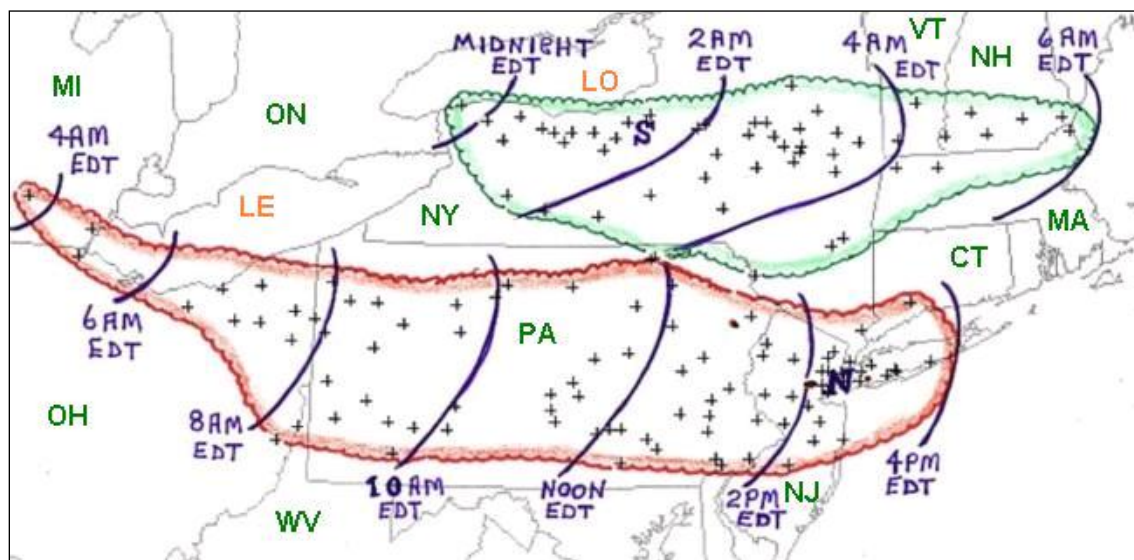 MIDNIGHT
EDT
2AM
EDT
4AM
EDT
VT
NH
6AM
EDT
MI
ON
LO
4AM
EDT
S
LE
NY
MA
CT
6AM
EDT
PA
N
OH
8AM
EDT
10AM
EDT
NOON
EDT
2PM
EDT
NJ
4PM
EDT
WV